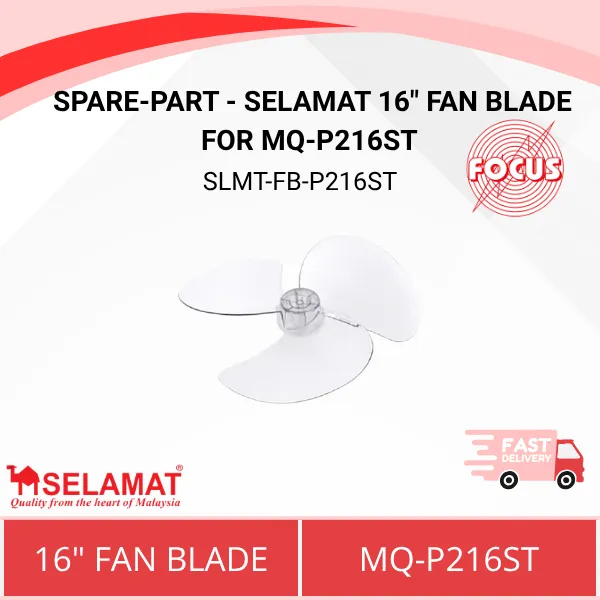 SPARE-PART - SELAMAT 16" FAN BLADE
FOR MQ-P216ST
SLMT-FB-P216ST
FOCUS
FAST
DELIVERY
SELAMAT®
Quality from the heart of Malaysia
16" FAN BLADE
MQ-P216ST